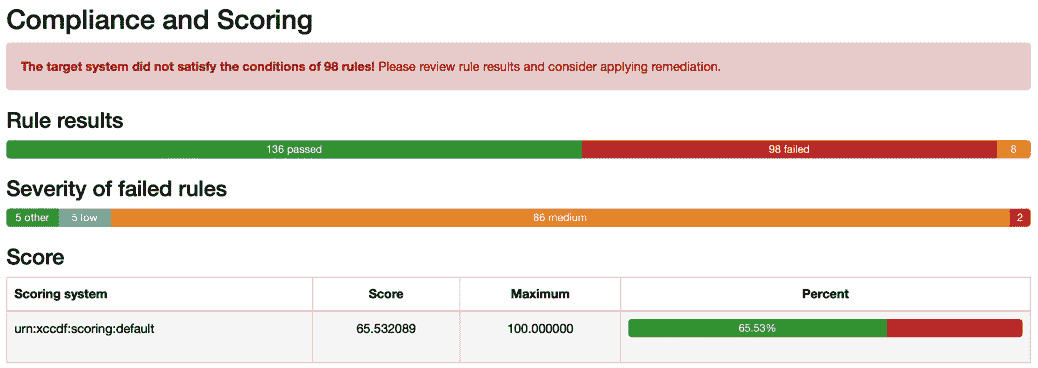 Compliance and Scoring
The target system did not satisfy the conditions of 98 rules! Please review rule results and consider applying remediation.
Rule results
136 passed 98 failed 8
Severity of failed rules
5 other 5 low 86 medium 2
Score
Scoring system Score Maximum Percent
urn:xccdf:scoring:default 65.532089 100.000000 65.53%